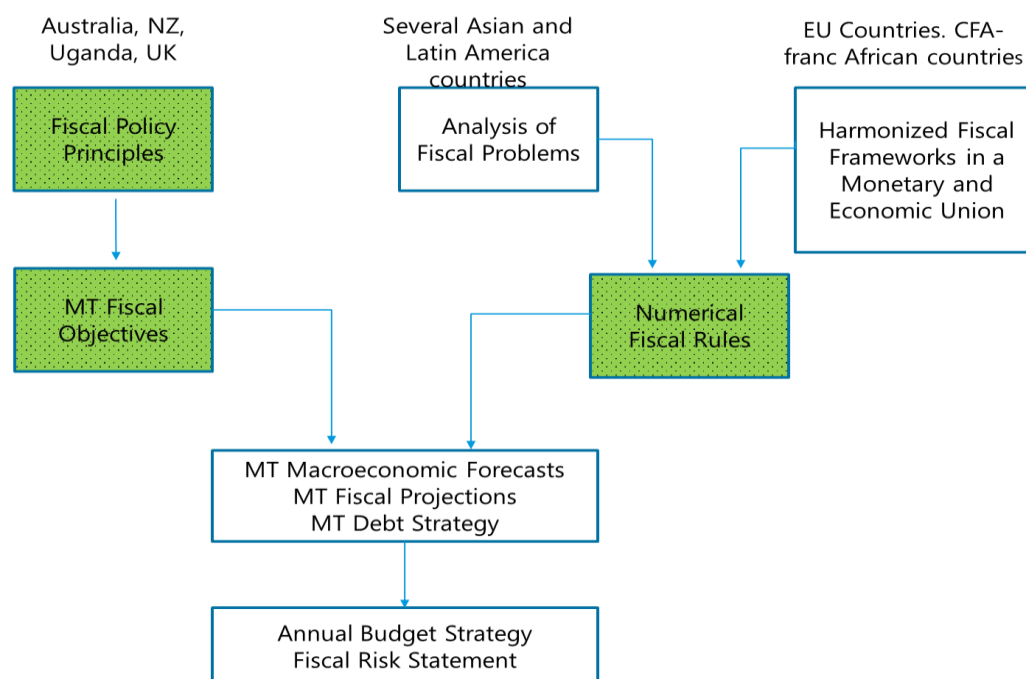 Australia, NZ,
Uganda, UK
Several Asian and
Latin America
countries
EU Countries. CFA-
franc African countries
Fiscal Policy
Principles
Analysis of
Fiscal Problems
Harmonized Fiscal
Frameworks in a
Monetary and
Economic Union
MT Fiscal
Objectives
Numerical
Fiscal Rules
MT Macroeconomic Forecasts
MT Fiscal Projections
MT Debt Strategy
Annual Budget Strategy
Fiscal Risk Statement